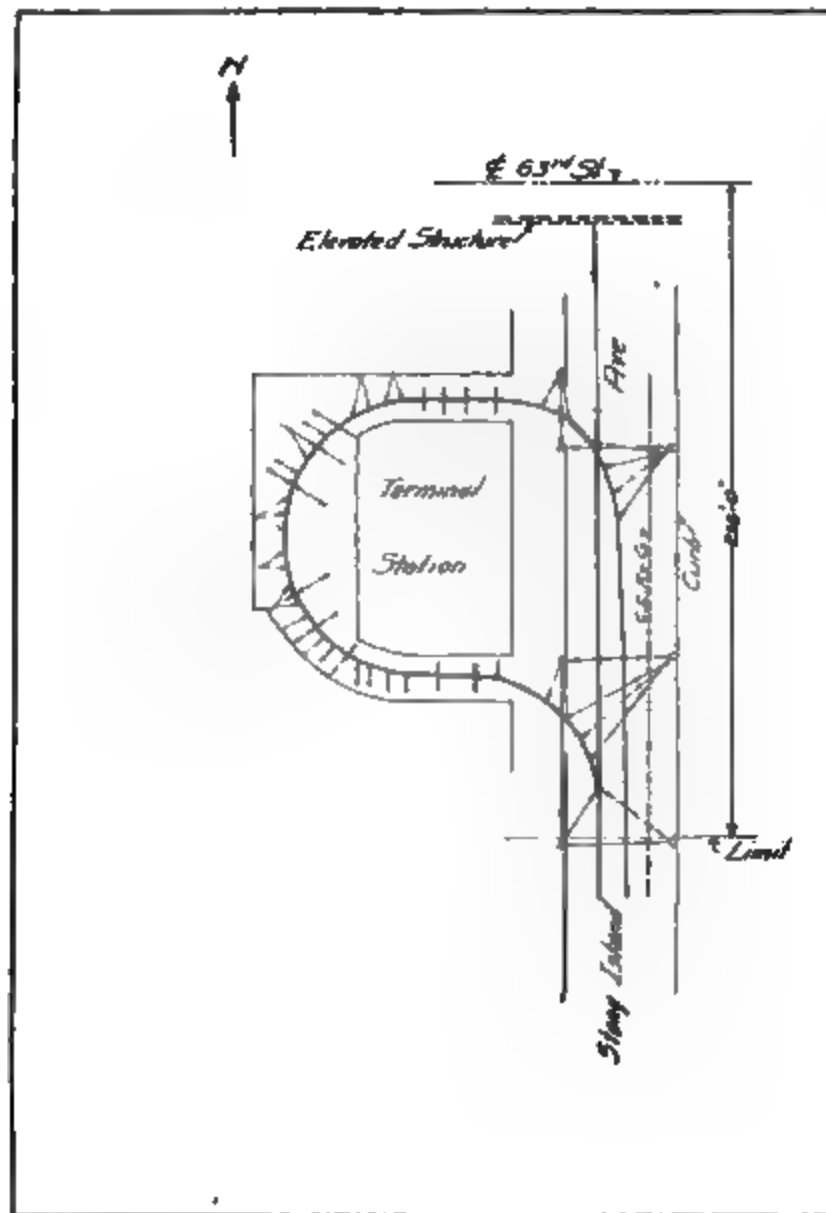 N
℄ 63rd St.
Elevated Structure
Ave
Terminal
Station
Curb
Limit
Stony Island